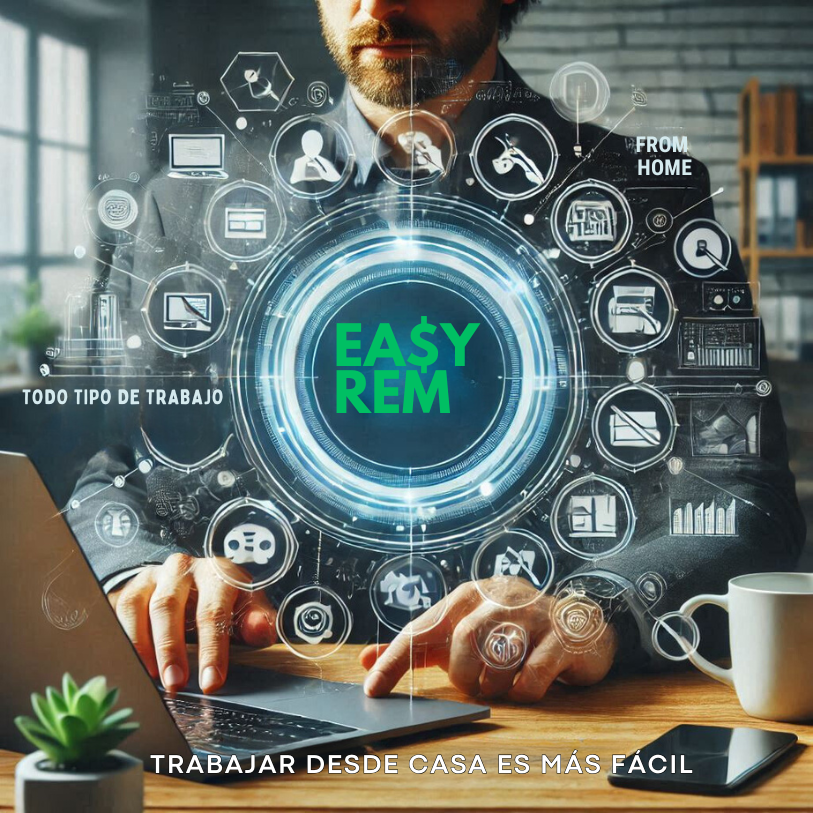 FROM
HOME
EA$Y
REM
TODO TIPO DE TRABAJO
TRABAJAR DESDE CASA ES MÁS FÁCIL